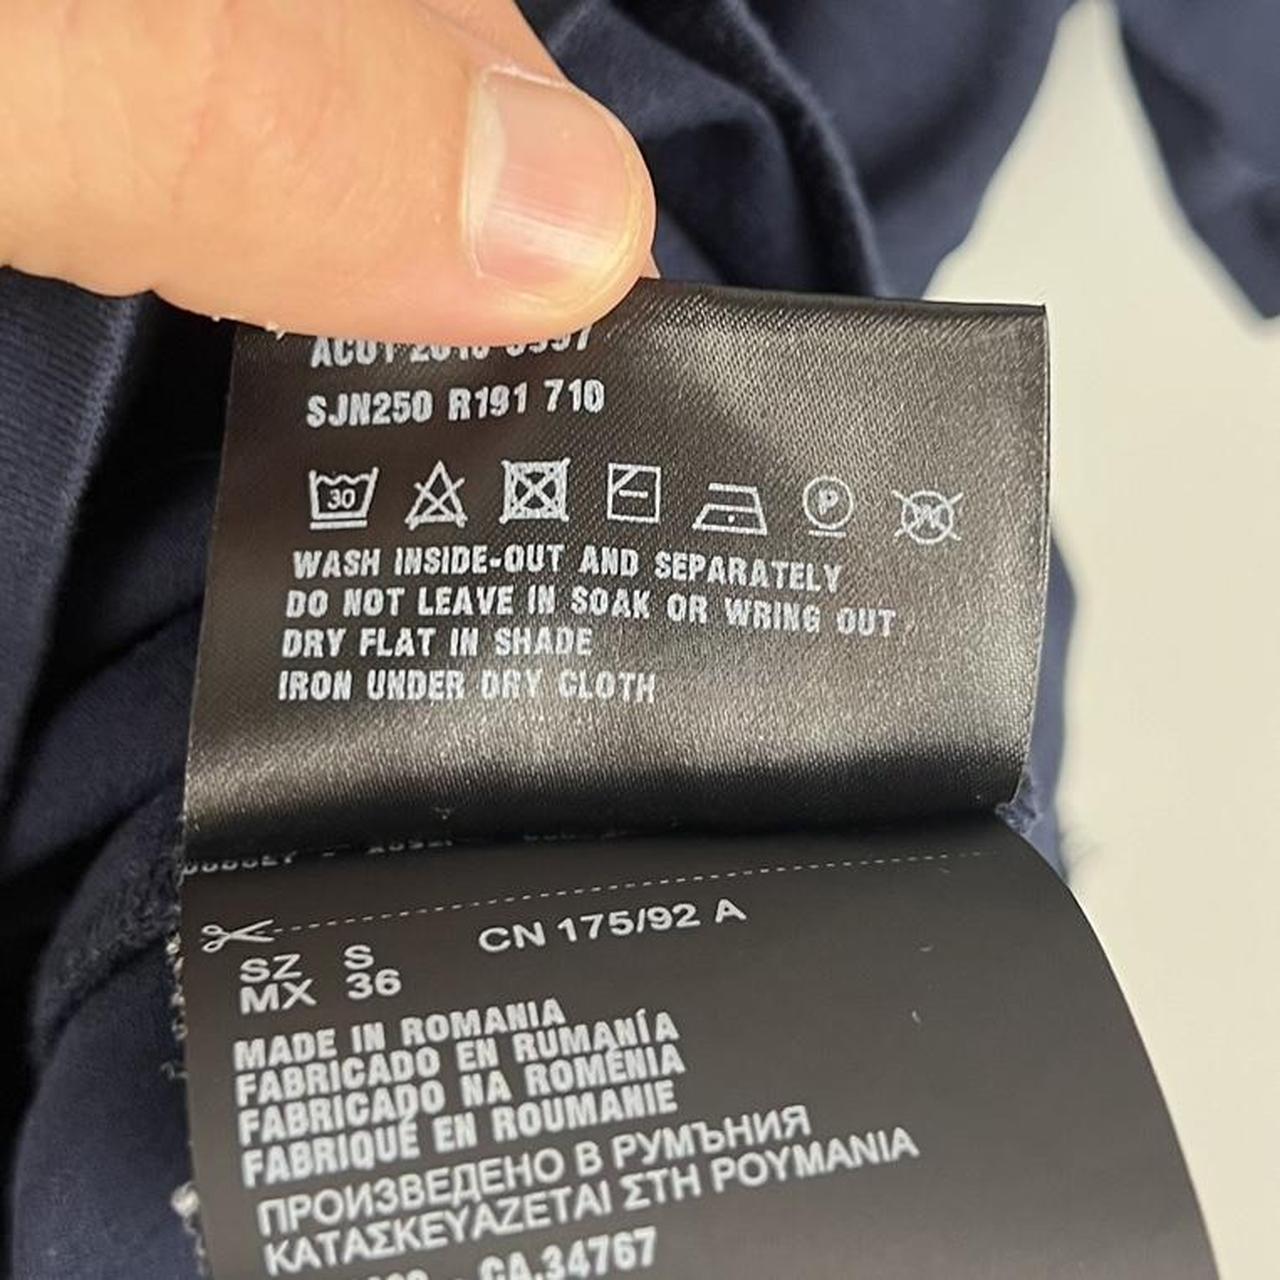 SJN250 R191 710
30 P W
WASH INSIDE-OUT AND SEPARATELY
DO NOT LEAVE IN SOAK OR WRING OUT
DRY FLAT IN SHADE
IRON UNDER DRY CLOTH
SZ S CN 175/92 A
MX 36
MADE IN ROMANIA
FABRICADO EN RUMANÍA
FABRICADO NA ROMÉNIA
FABRIQUÉ EN ROUMANIE
ПРОИЗВЕДЕНО В РУМЪНИЯ
ΚΑΤΑΣΚΕΥΑΖΕΤΑΙ ΣΤΗ ΡΟΥΜΑΝΙΑ
CA.34767